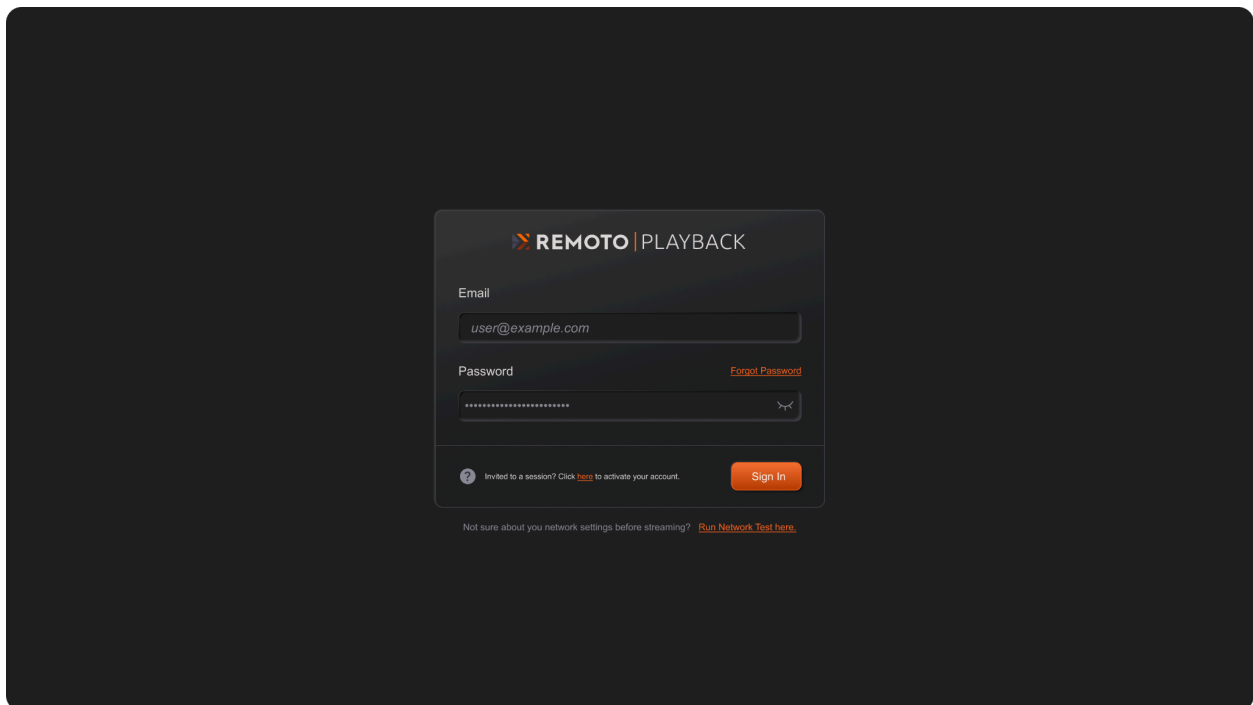 REMOTO | PLAYBACK
Email
user@example.com
Password Forgot Password
••••••••••••••••••••••••
? Invited to a session? Click here to activate your account. Sign In
Not sure about you network settings before streaming? Run Network Test here.